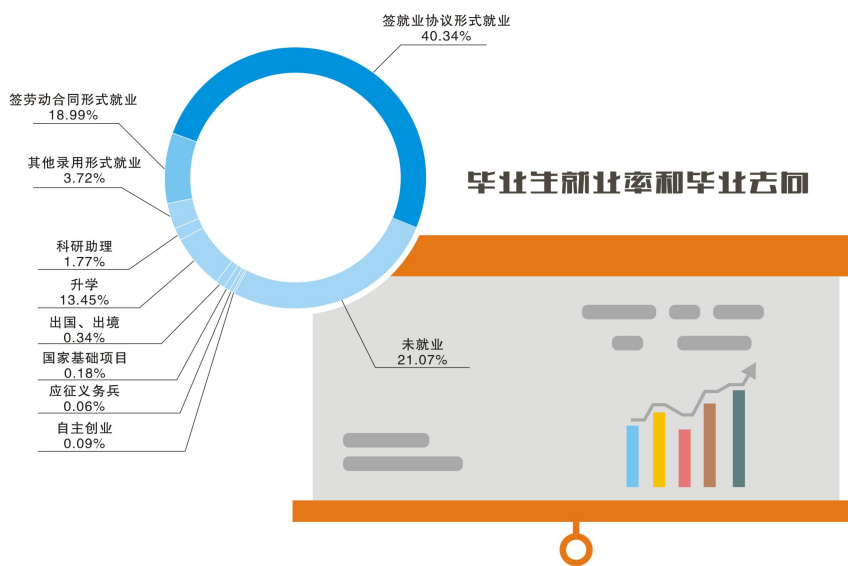 签就业协议形式就业
40.34%
签劳动合同形式就业
18.99%
其他录用形式就业
3.72%
毕业生就业率和毕业去向
科研助理
1.77%
升学
13.45%
出国、出境
0.34%
未就业
21.07%
国家基础项目
0.18%
应征义务兵
0.06%
自主创业
0.09%